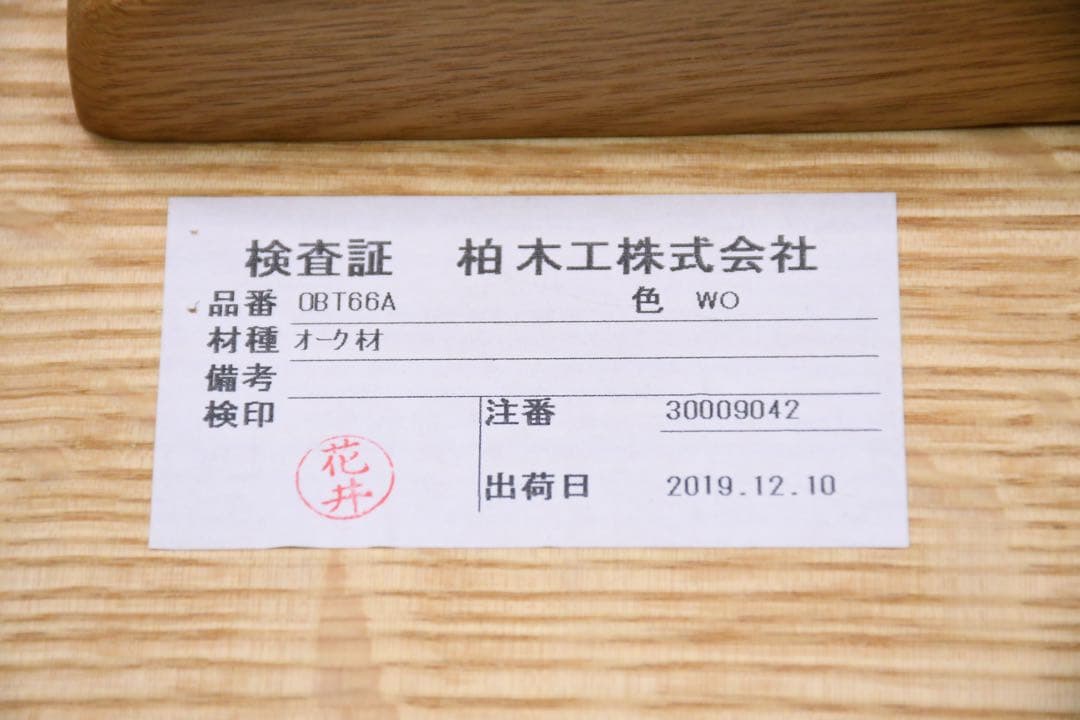 検査証 柏木工株式会社
品番 OBT66A 色 WO
材種 オーク材
備考
検印 注番 30009042
花井
出荷日 2019.12.10